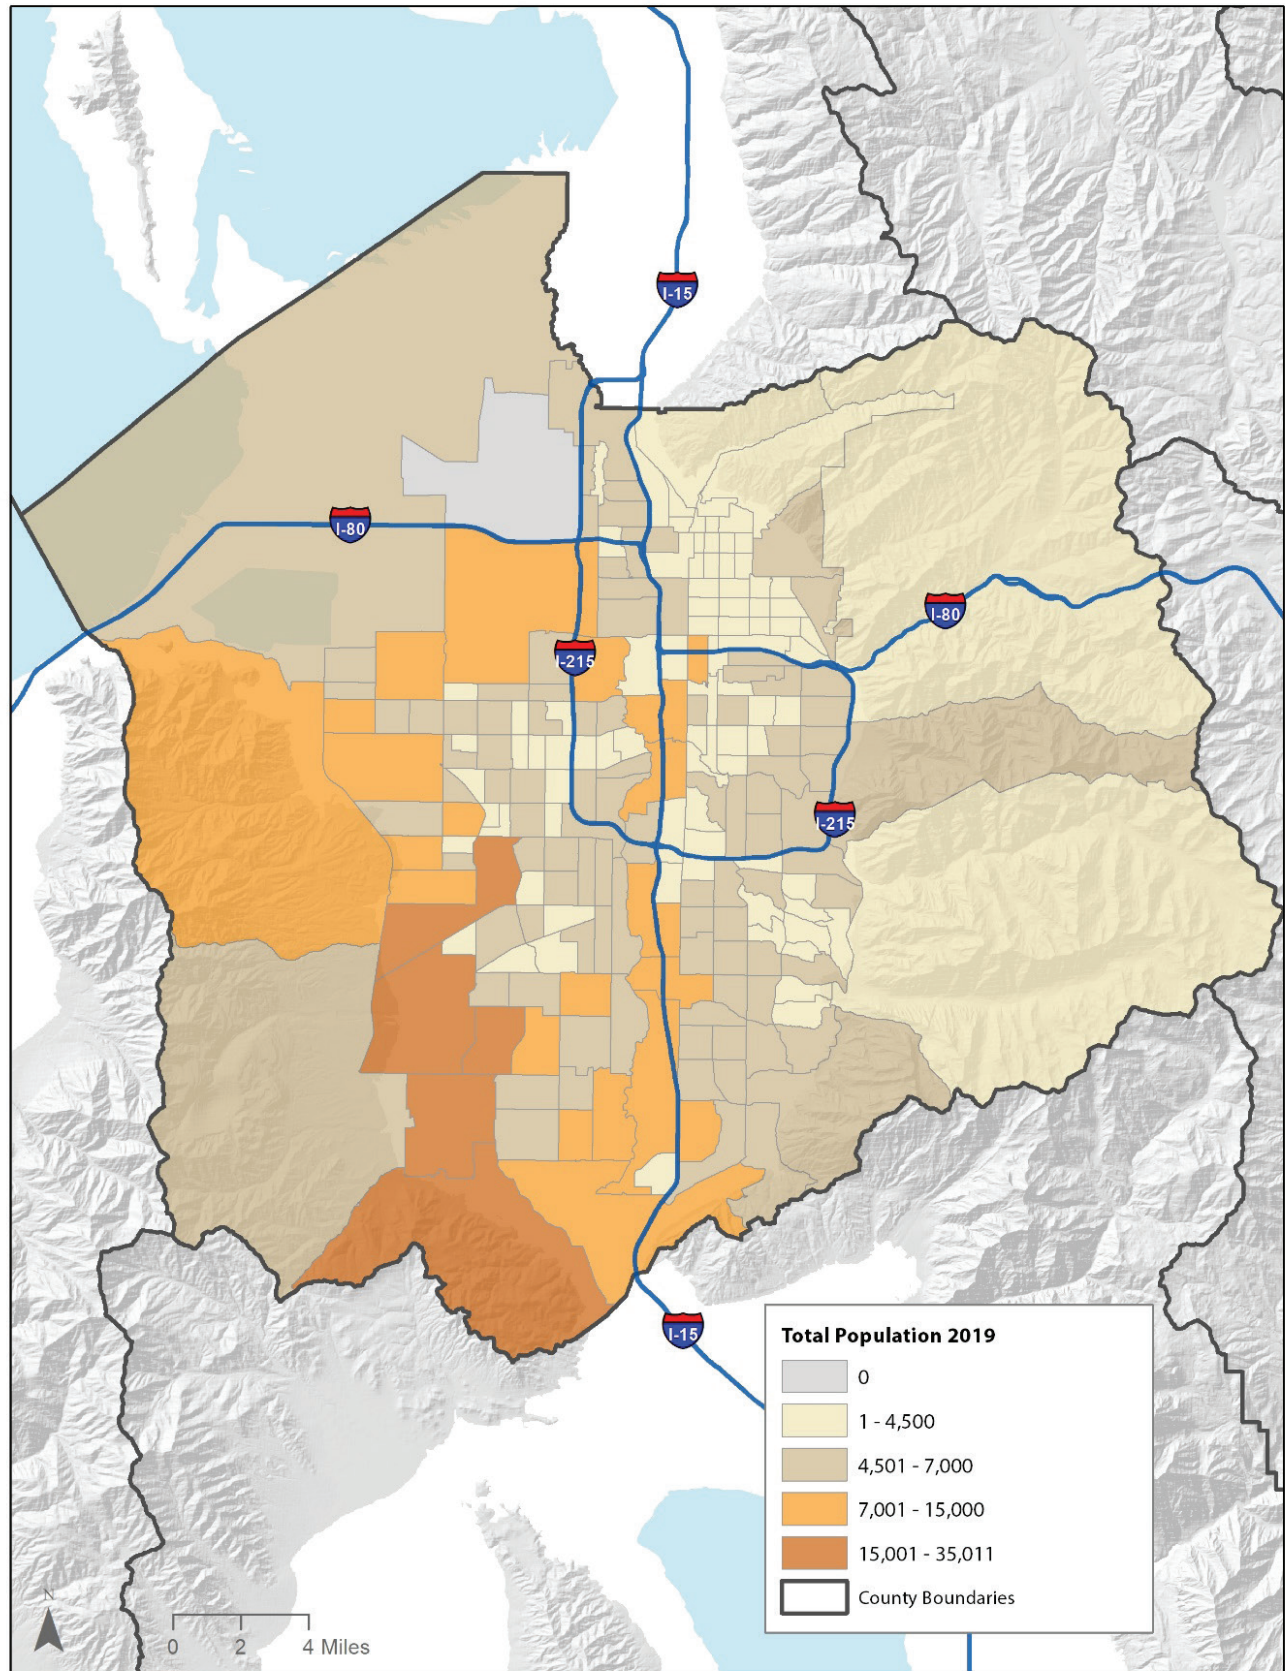 I-15
I-80
I-80
I-215
I-215
I-15
Total Population 2019
0
1 - 4,500
4,501 - 7,000
7,001 - 15,000
15,001 - 35,011
County Boundaries
N
0 2 4 Miles